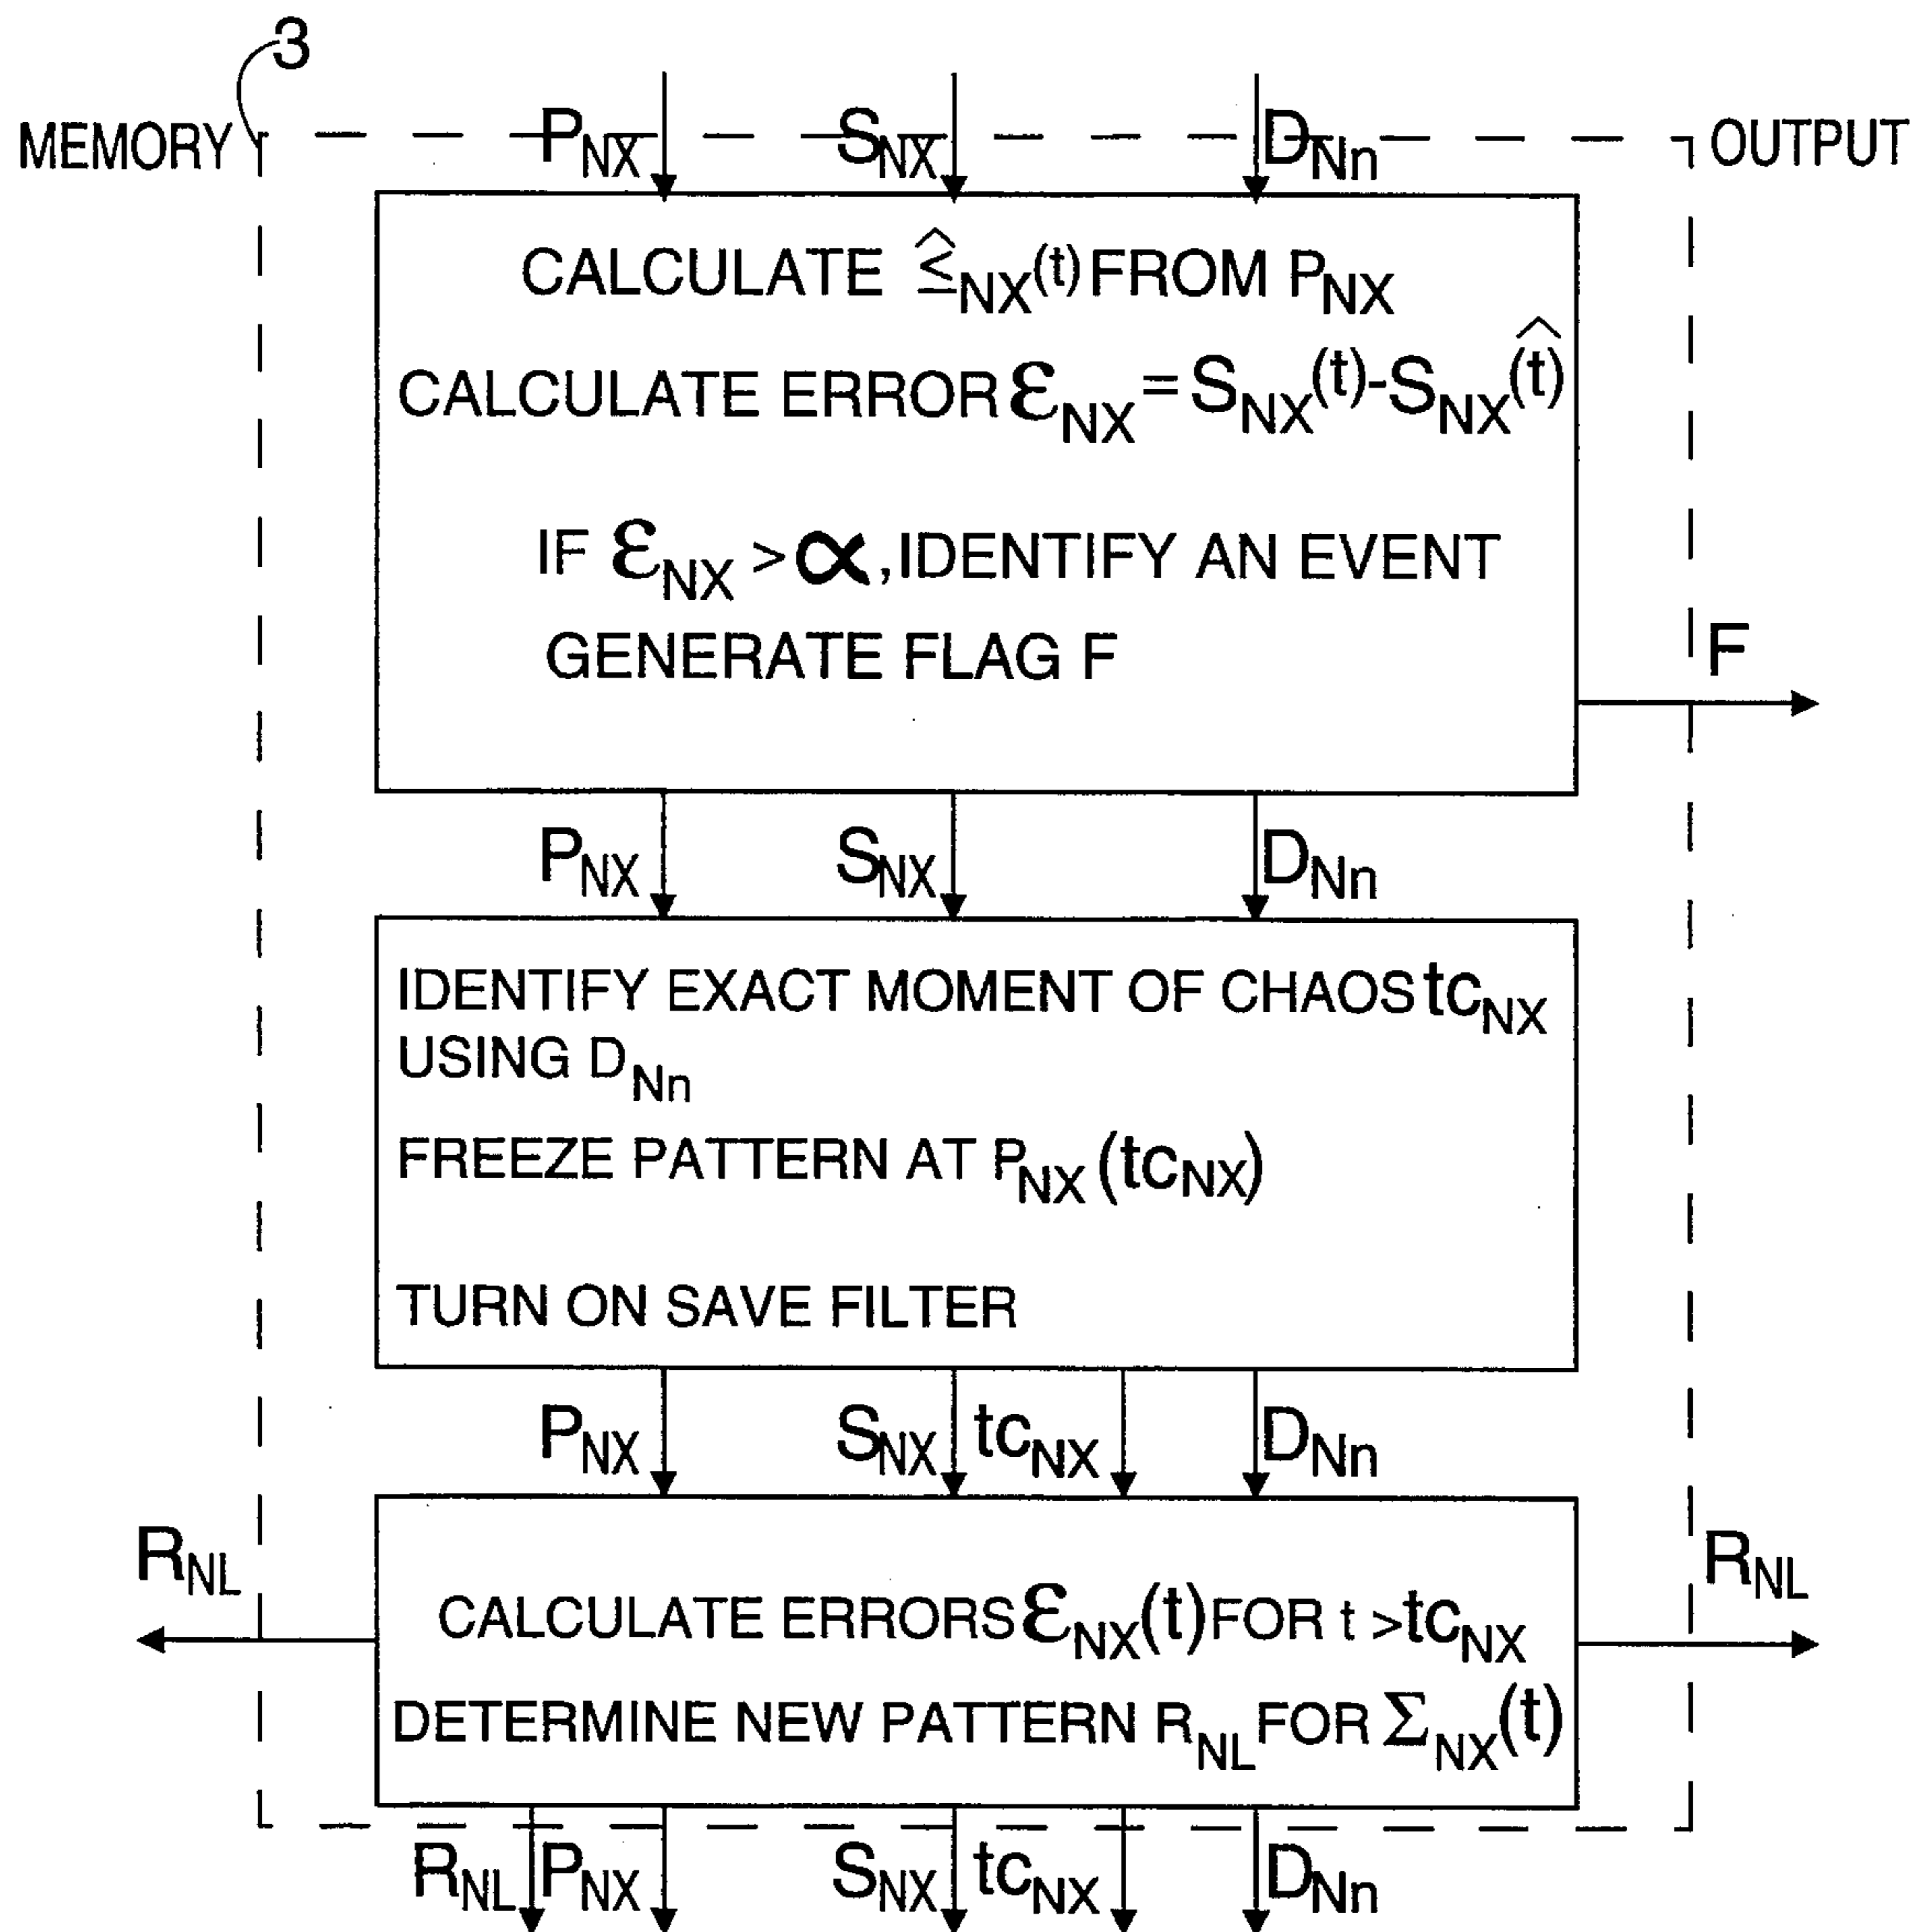 3
MEMORY
OUTPUT
P_NX S_NX D_Nn
CALCULATE ≤̂_NX(t) FROM P_NX
CALCULATE ERROR ε_NX = S_NX(t)-S_NX(t̂)
IF ε_NX > α, IDENTIFY AN EVENT
GENERATE FLAG F
F
P_NX S_NX D_Nn
IDENTIFY EXACT MOMENT OF CHAOS tc_NX
USING D_Nn
FREEZE PATTERN AT P_NX (tc_NX)
TURN ON SAVE FILTER
P_NX S_NX tc_NX D_Nn
R_NL
R_NL
CALCULATE ERRORS ε_NX(t) FOR t > tc_NX
DETERMINE NEW PATTERN R_NL FOR Σ_NX(t)
R_NL P_NX S_NX tc_NX D_Nn